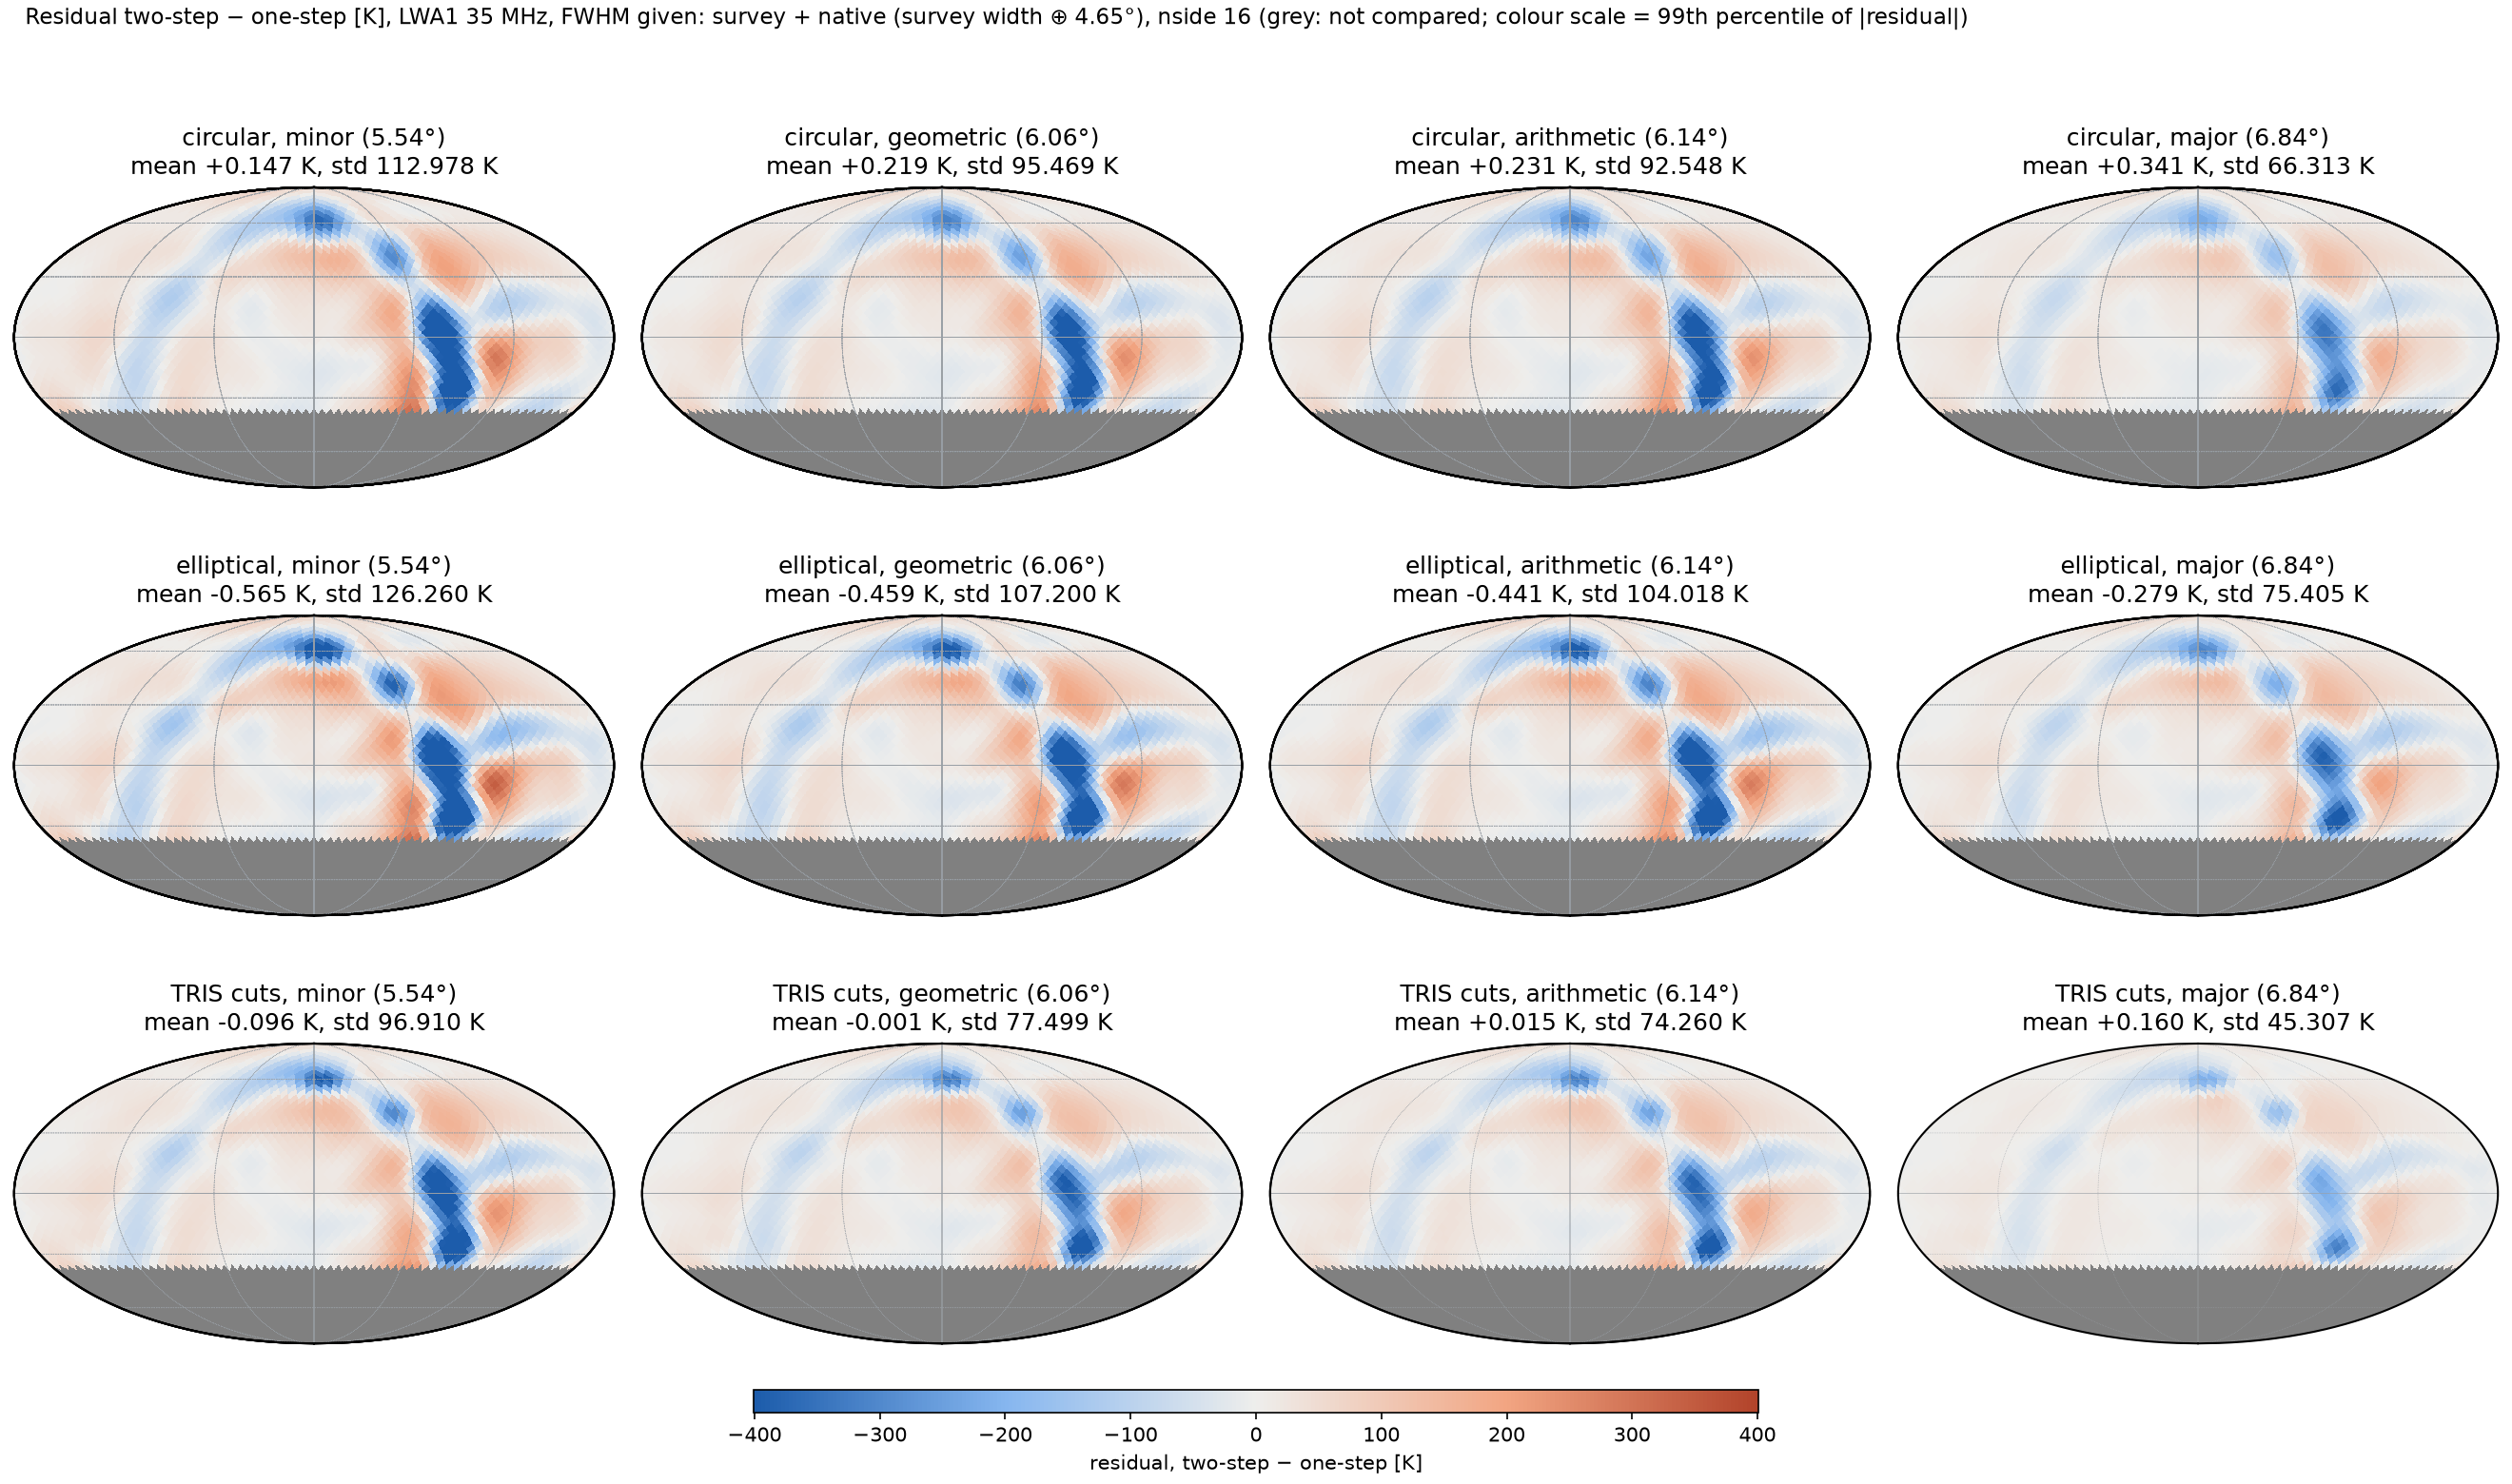 Residual two-step − one-step [K], LWA1 35 MHz, FWHM given: survey + native (survey width ⊕ 4.65°), nside 16 (grey: not compared; colour scale = 99th percentile of |residual|)
circular, minor (5.54°)
mean +0.147 K, std 112.978 K
circular, geometric (6.06°)
mean +0.219 K, std 95.469 K
circular, arithmetic (6.14°)
mean +0.231 K, std 92.548 K
circular, major (6.84°)
mean +0.341 K, std 66.313 K
elliptical, minor (5.54°)
mean -0.565 K, std 126.260 K
elliptical, geometric (6.06°)
mean -0.459 K, std 107.200 K
elliptical, arithmetic (6.14°)
mean -0.441 K, std 104.018 K
elliptical, major (6.84°)
mean -0.279 K, std 75.405 K
TRIS cuts, minor (5.54°)
mean -0.096 K, std 96.910 K
TRIS cuts, geometric (6.06°)
mean -0.001 K, std 77.499 K
TRIS cuts, arithmetic (6.14°)
mean +0.015 K, std 74.260 K
TRIS cuts, major (6.84°)
mean +0.160 K, std 45.307 K
−400 −300 −200 −100 0 100 200 300 400
residual, two-step − one-step [K]